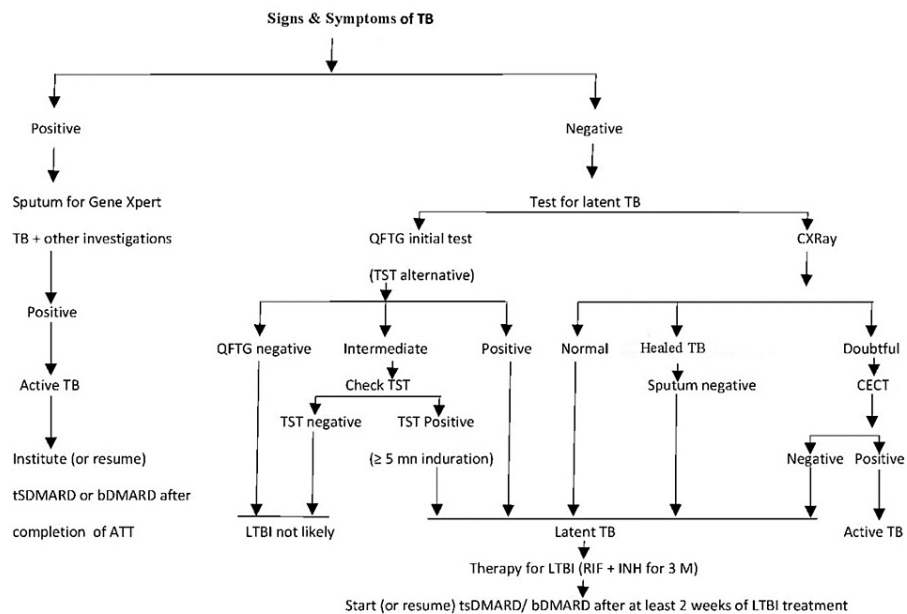 Signs & Symptoms of TB
Positive
Negative
Sputum for Gene Xpert
TB + other investigations
Test for latent TB
QFTG initial test
(TST alternative)
CXRay
Positive
QFTG negative
Intermediate
Positive
Normal
Healed TB
Doubtful
Active TB
Check TST
Sputum negative
CECT
TST negative
TST Positive
(≥ 5 mn induration)
Negative
Positive
Institute (or resume)
tSDMARD or bDMARD after
completion of ATT
LTBI not likely
Latent TB
Active TB
Therapy for LTBI (RIF + INH for 3 M)
Start (or resume) tsDMARD/ bDMARD after at least 2 weeks of LTBI treatment